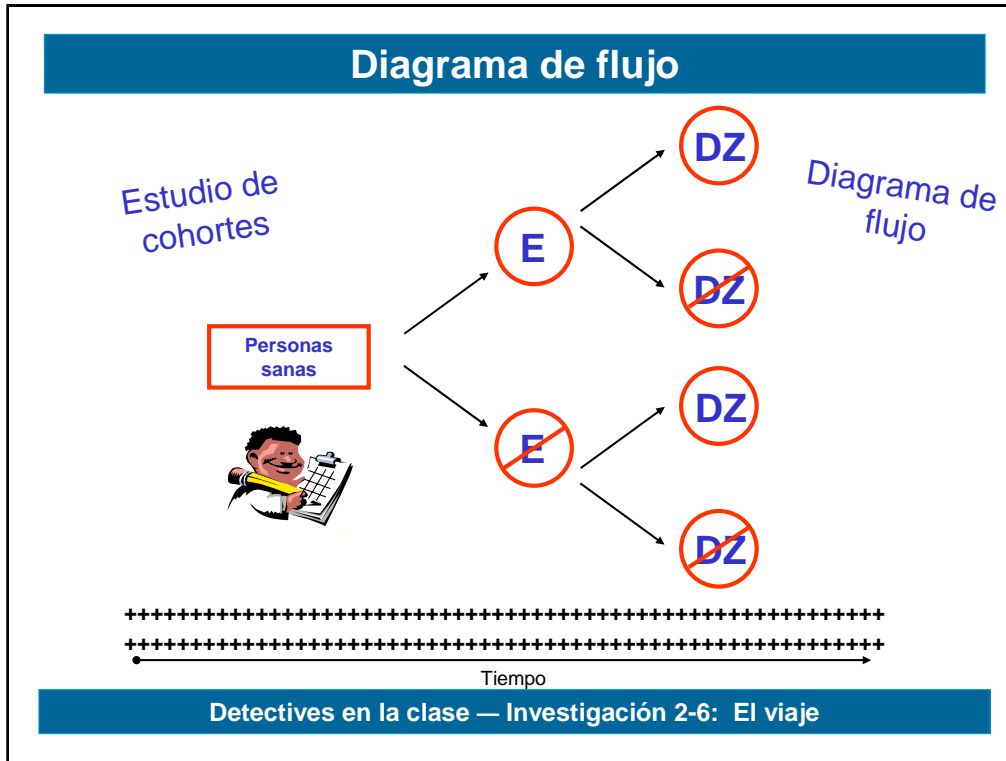 Diagrama de flujo
Estudio de
cohortes
Diagrama de
flujo
DZ
E
DZ
Personas
sanas
DZ
E
DZ
++++++++++++++++++++++++++++++++++++++++++++++++++++++++++
++++++++++++++++++++++++++++++++++++++++++++++++++++++++++
Tiempo
Detectives en la clase — Investigación 2-6: El viaje